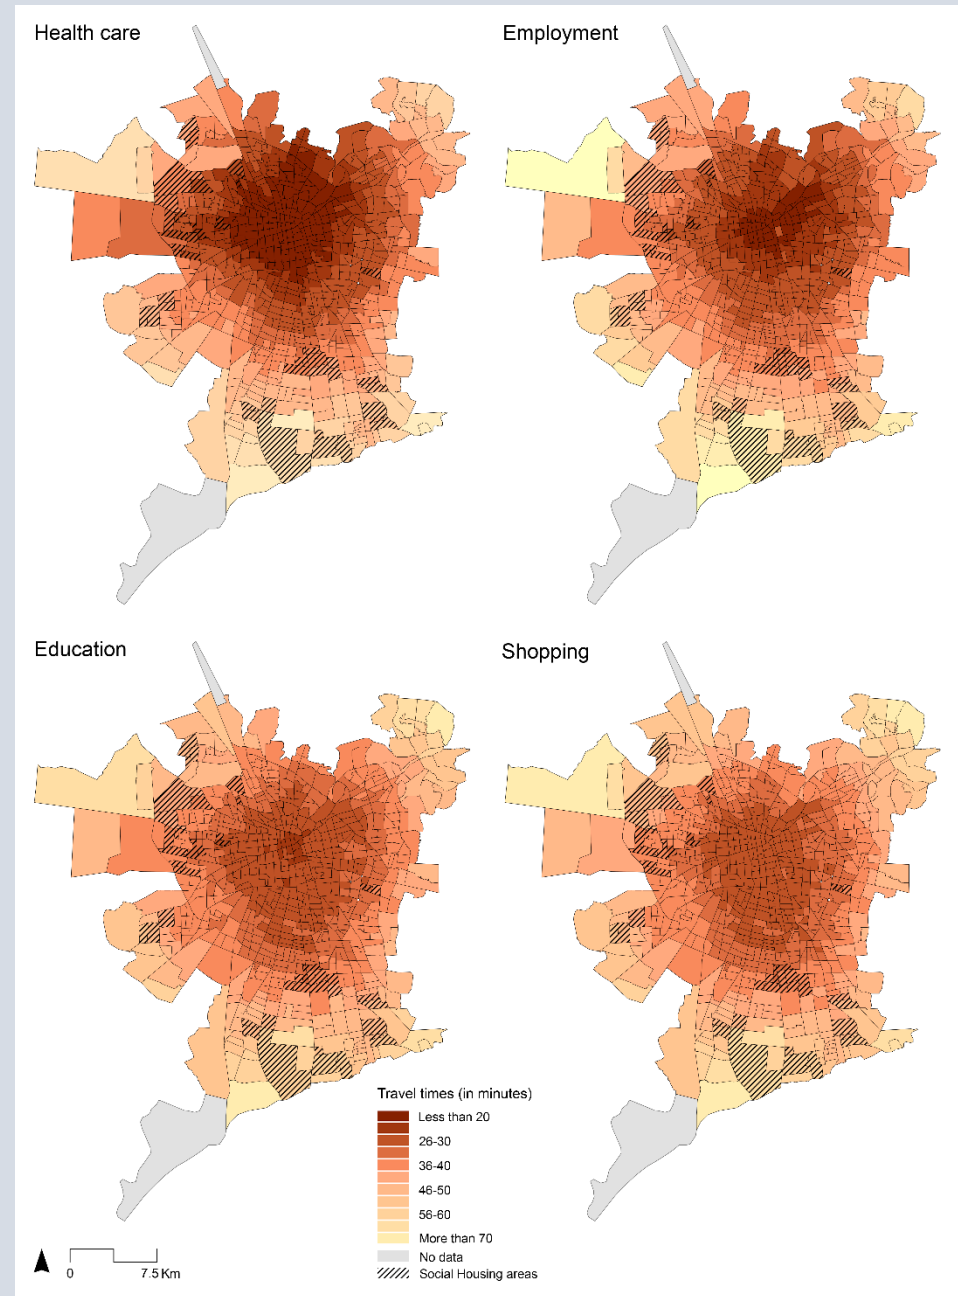 Health care
Employment
Education
Shopping
Travel times (in minutes)
Less than 20
26-30
36-40
46-50
56-60
More than 70
No data
Social Housing areas
0 7.5 Km